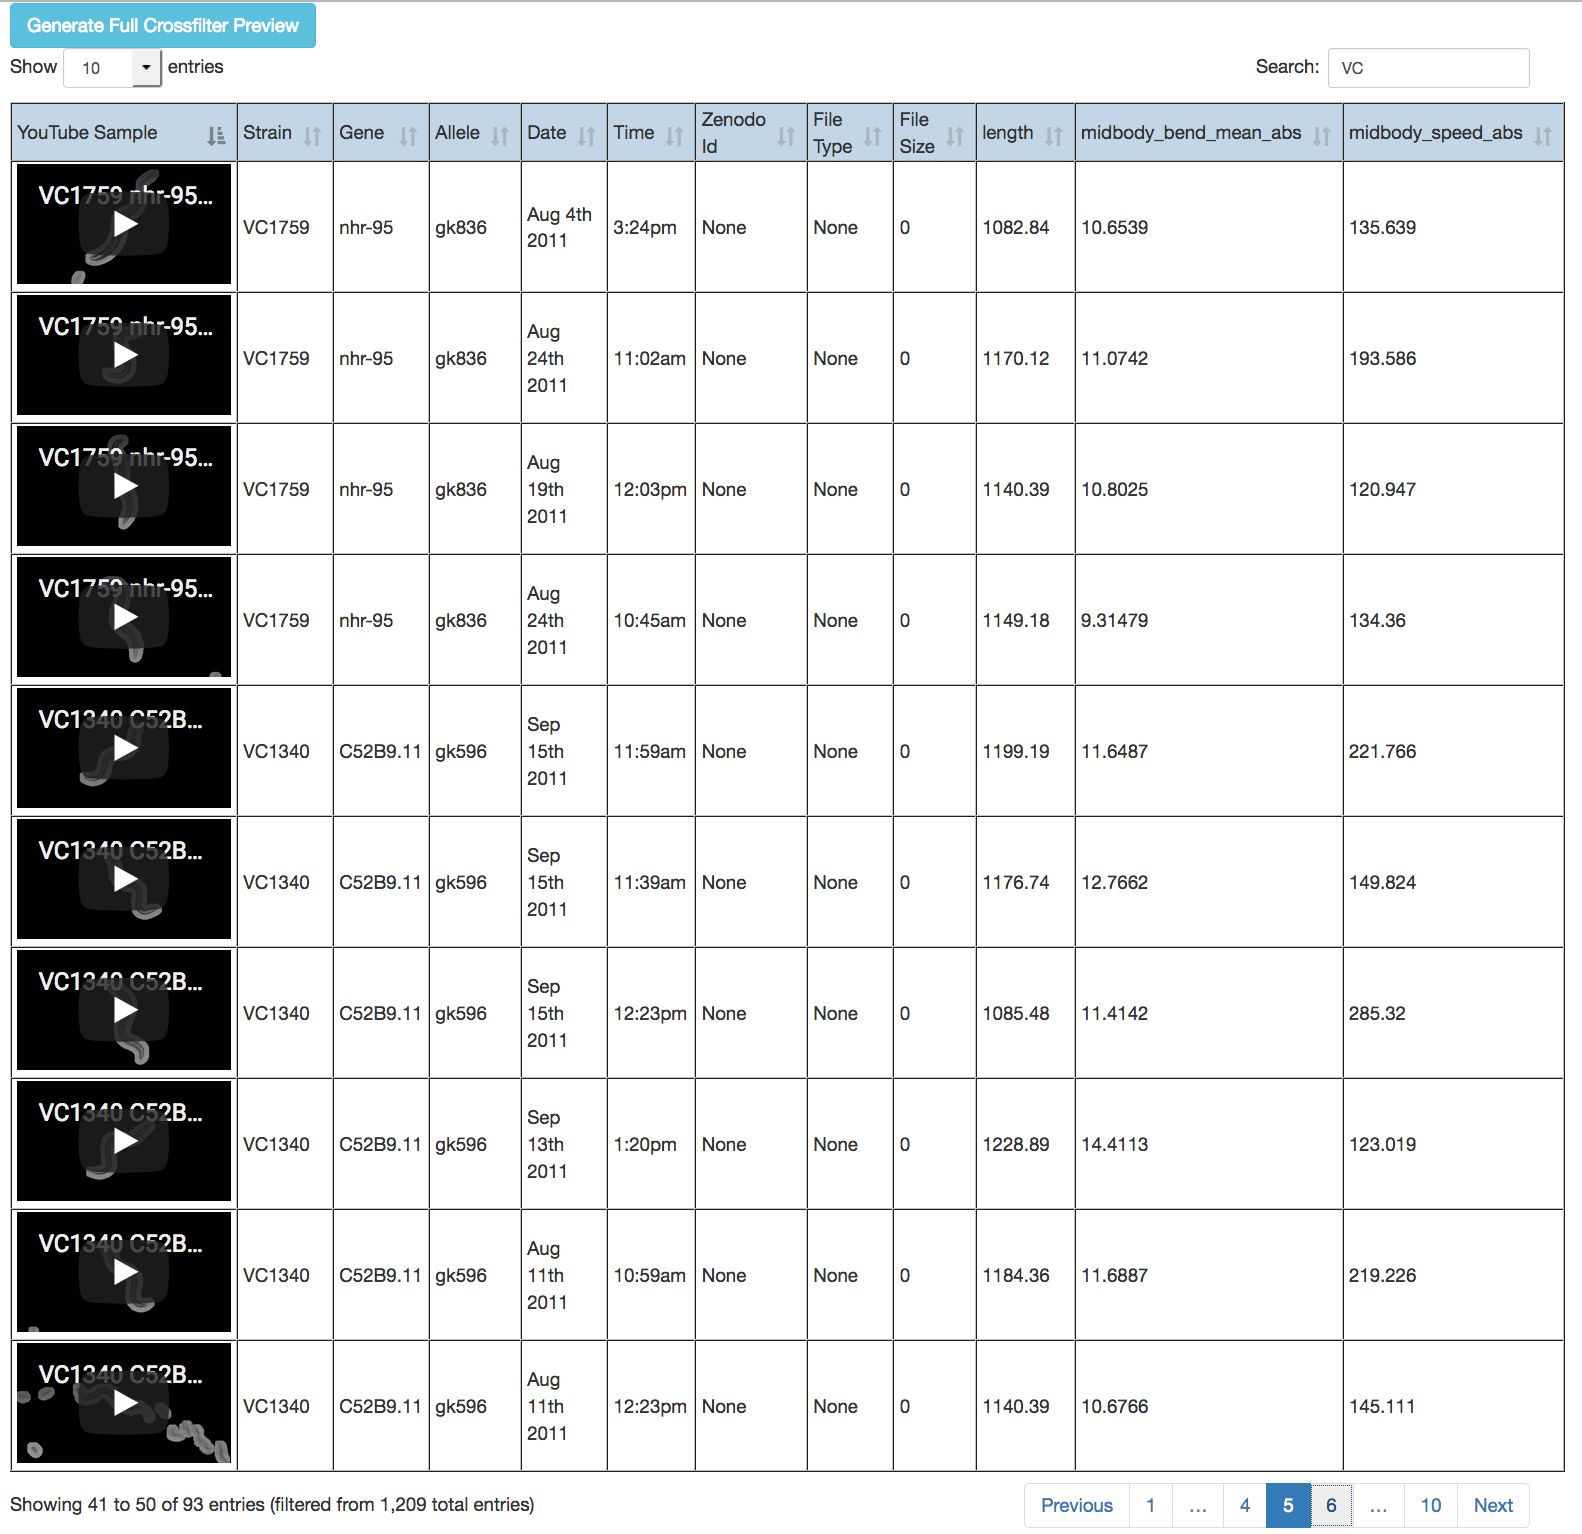 Generate Full Crossfilter Preview
Show 10 entries Search: VC
YouTube Sample Strain Gene Allele Date Time Zenodo Id File Type File Size length midbody_bend_mean_abs midbody_speed_abs
VC1759 nhr-95... VC1759 nhr-95 gk836 Aug 4th 2011 3:24pm None None 0 1082.84 10.6539 135.639
VC1759 nhr-95... VC1759 nhr-95 gk836 Aug 24th 2011 11:02am None None 0 1170.12 11.0742 193.586
VC1759 nhr-95... VC1759 nhr-95 gk836 Aug 19th 2011 12:03pm None None 0 1140.39 10.8025 120.947
VC1759 nhr-95... VC1759 nhr-95 gk836 Aug 24th 2011 10:45am None None 0 1149.18 9.31479 134.36
VC1340 C52B... VC1340 C52B9.11 gk596 Sep 15th 2011 11:59am None None 0 1199.19 11.6487 221.766
VC1340 C52B... VC1340 C52B9.11 gk596 Sep 15th 2011 11:39am None None 0 1176.74 12.7662 149.824
VC1340 C52B... VC1340 C52B9.11 gk596 Sep 15th 2011 12:23pm None None 0 1085.48 11.4142 285.32
VC1340 C52B... VC1340 C52B9.11 gk596 Sep 13th 2011 1:20pm None None 0 1228.89 14.4113 123.019
VC1340 C52B... VC1340 C52B9.11 gk596 Aug 11th 2011 10:59am None None 0 1184.36 11.6887 219.226
VC1340 C52B... VC1340 C52B9.11 gk596 Aug 11th 2011 12:23pm None None 0 1140.39 10.6766 145.111
Showing 41 to 50 of 93 entries (filtered from 1,209 total entries) Previous 1 ... 4 5 6 ... 10 Next